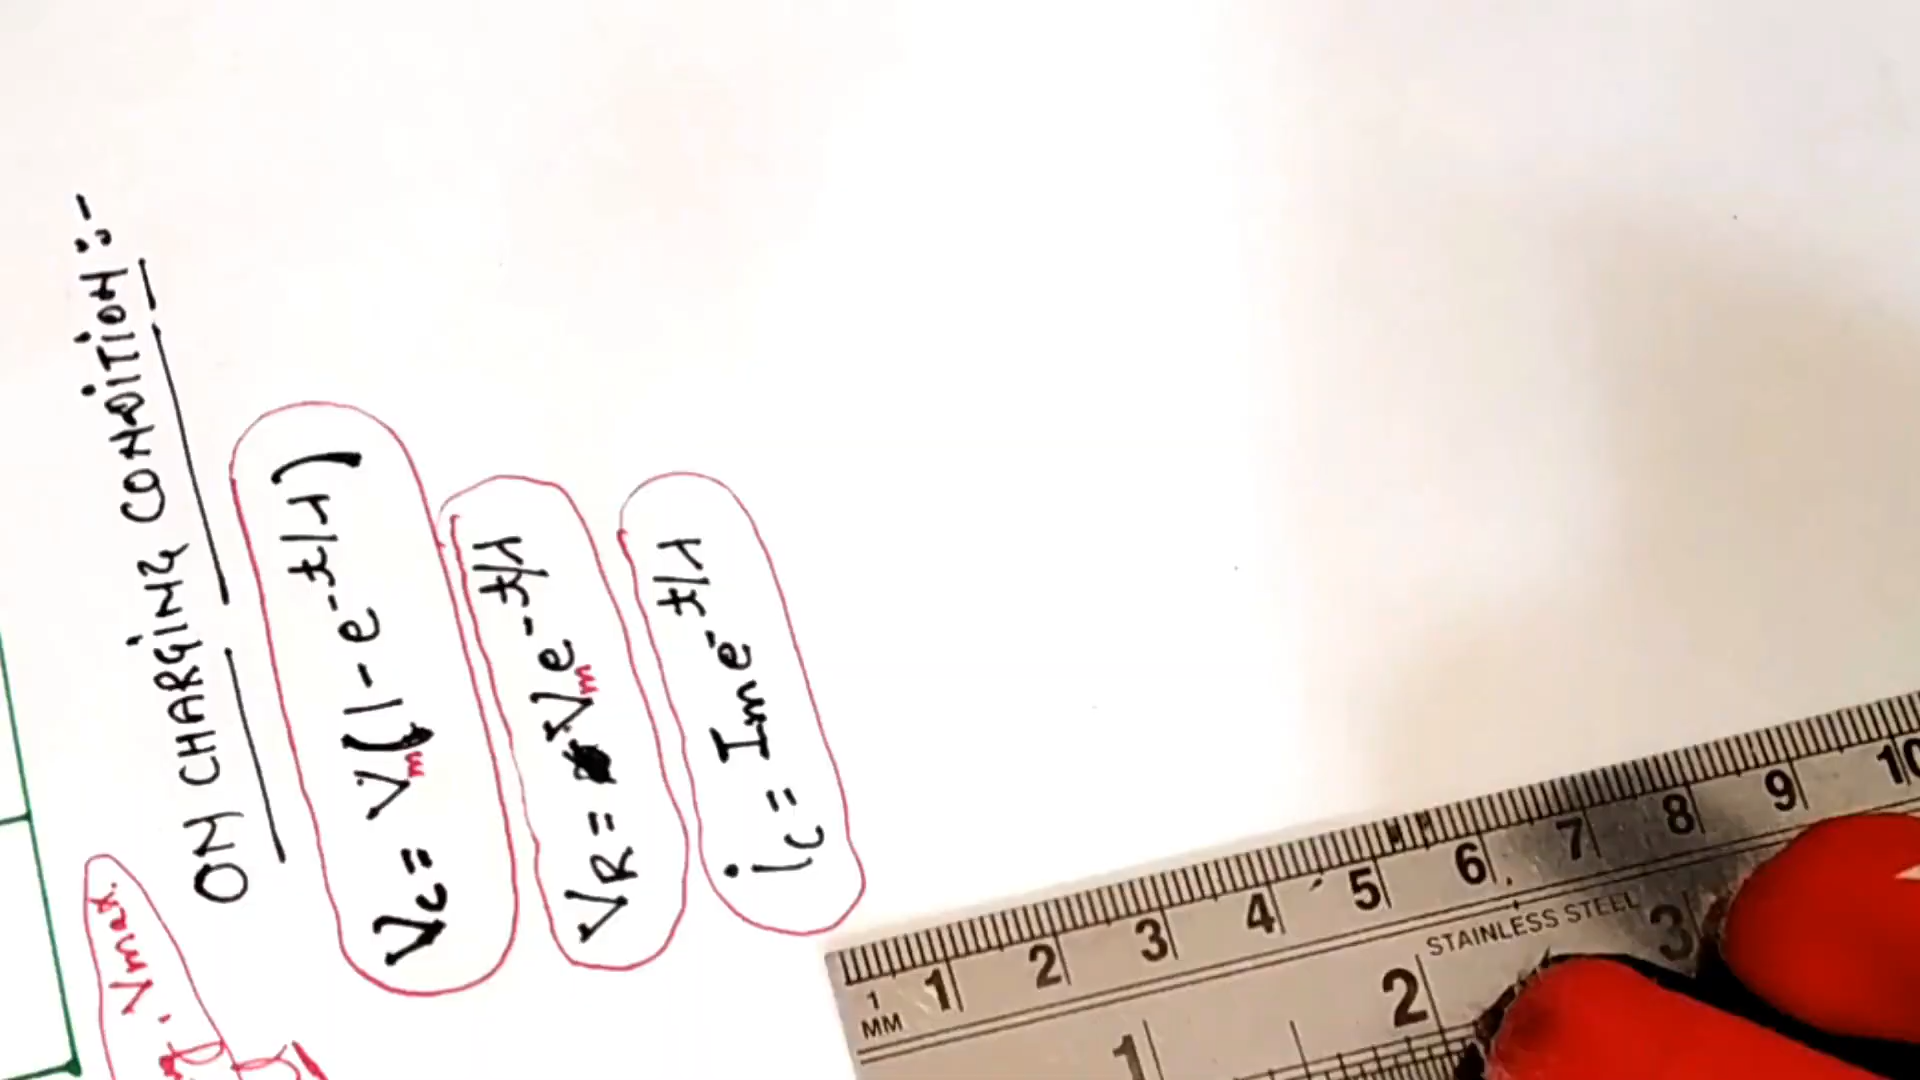 ON CHARGING CONDITION:-
Vc = Vm(1 - e^-t/λ)
VR = Vm e^-t/λ
ic = Im e^-t/λ
Vmax.
1 2 3 4 5 6 7 8 9 10
MM
STAINLESS STEEL
1 2 3